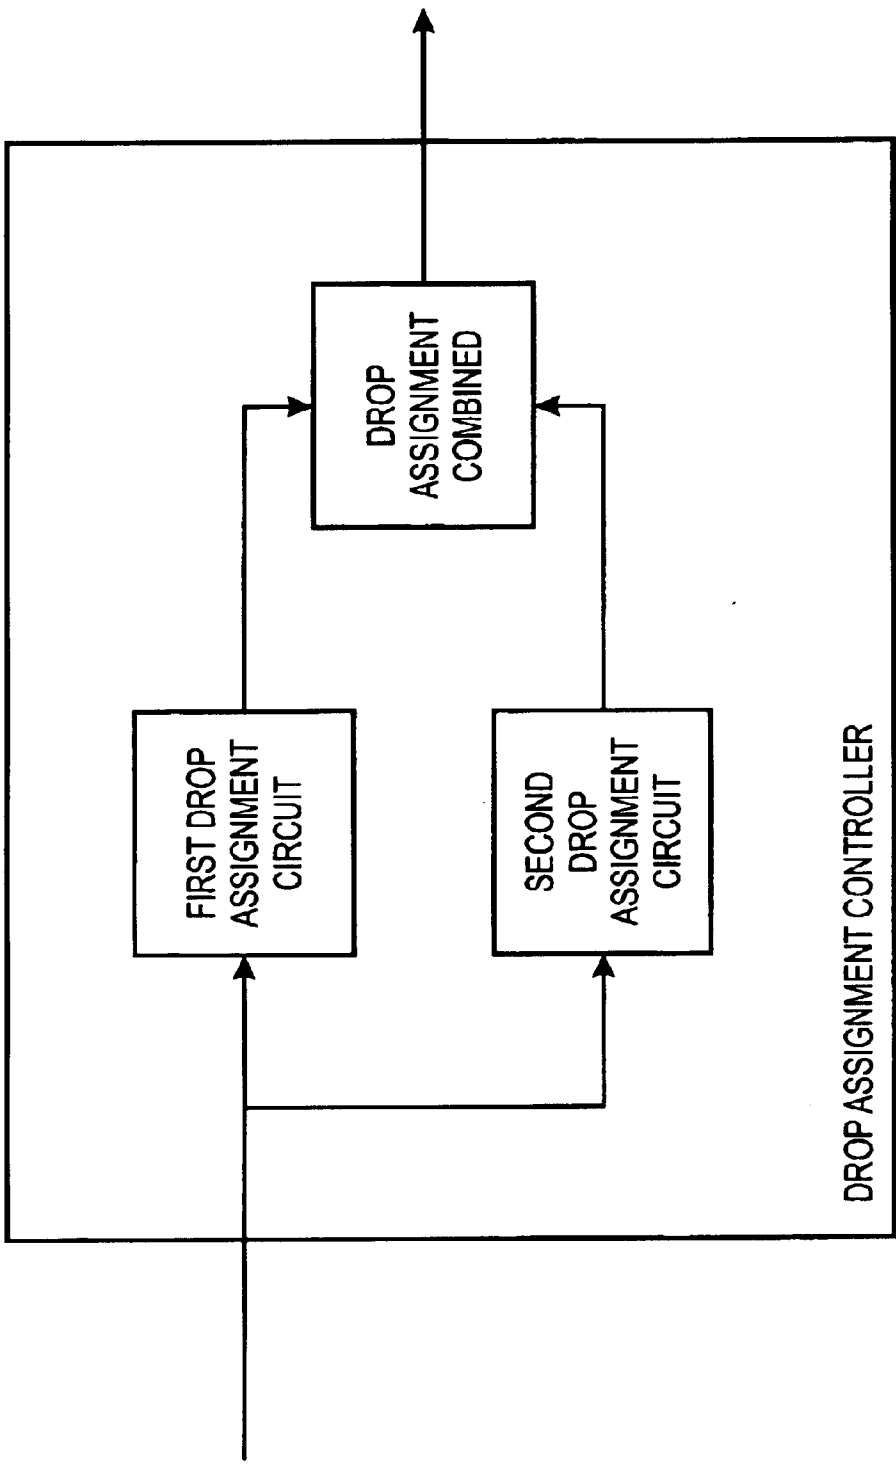 FIRST DROP
ASSIGNMENT
CIRCUIT
SECOND
DROP
ASSIGNMENT
CIRCUIT
DROP
ASSIGNMENT
COMBINED
DROP ASSIGNMENT CONTROLLER